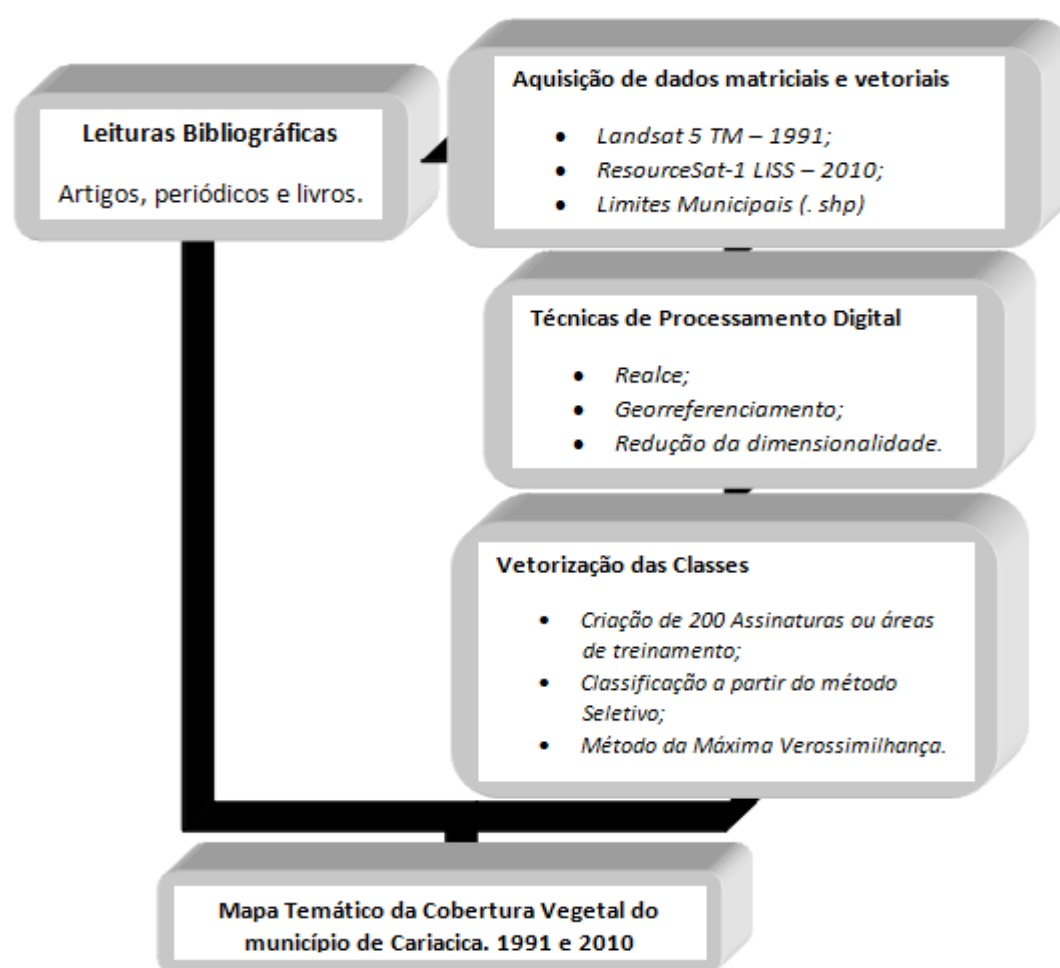 Leituras Bibliográficas
Artigos, periódicos e livros.
Aquisição de dados matriciais e vetoriais
• Landsat 5 TM – 1991;
• ResourceSat-1 LISS – 2010;
• Limites Municipais (. shp)
Técnicas de Processamento Digital
• Realce;
• Georreferenciamento;
• Redução da dimensionalidade.
Vetorização das Classes
• Criação de 200 Assinaturas ou áreas
de treinamento;
• Classificação a partir do método
Seletivo;
• Método da Máxima Verossimilhança.
Mapa Temático da Cobertura Vegetal do
município de Cariacica. 1991 e 2010